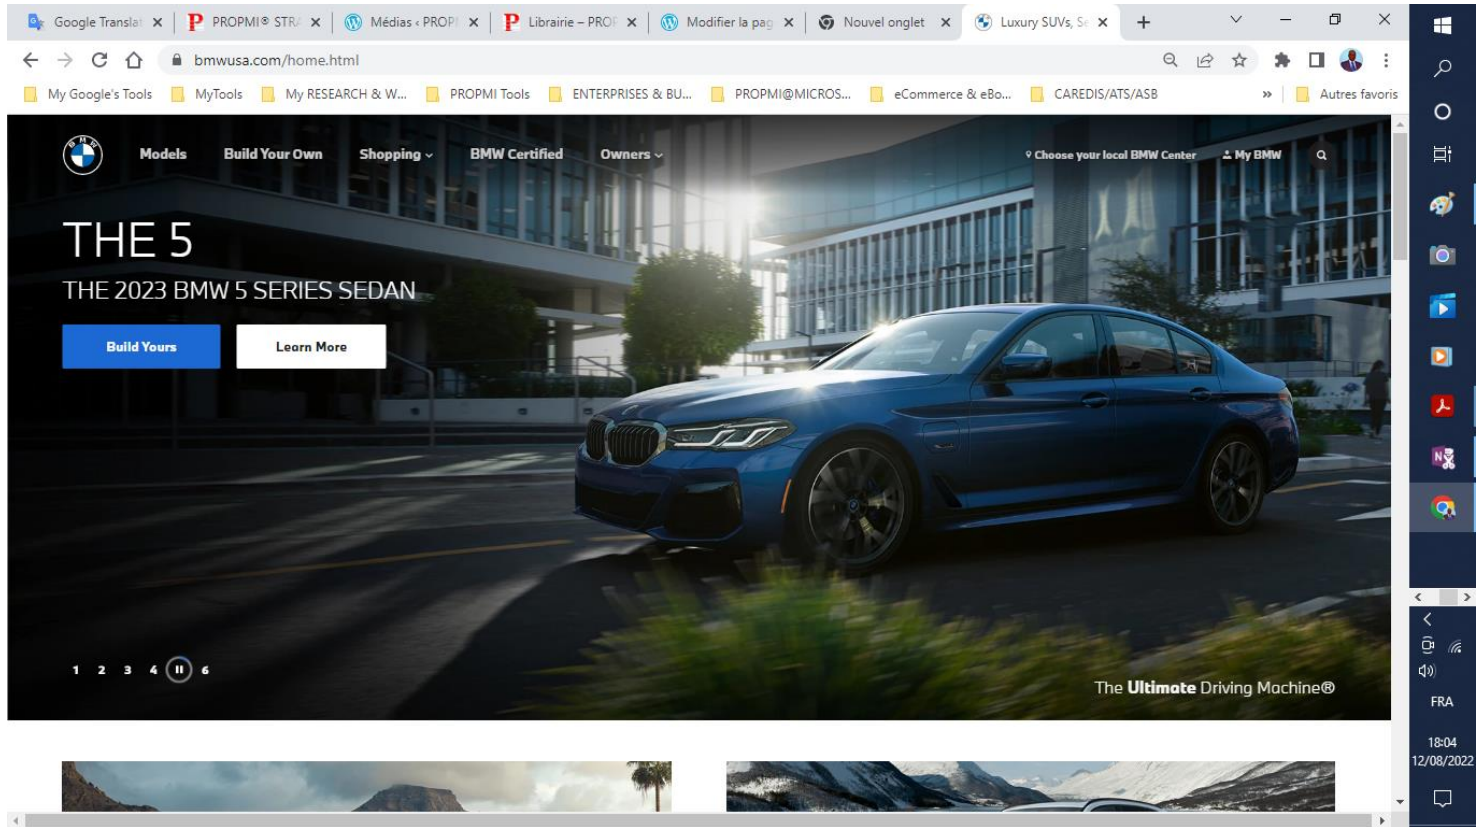 Google Translat
PROPMI® STRA
Médias ‹ PROPI
Librairie – PROP
Modifier la pag
Nouvel onglet
Luxury SUVs, Se
bmwusa.com/home.html
My Google's Tools
MyTools
My RESEARCH & W...
PROPMI Tools
ENTERPRISES & BU...
PROPMI@MICROS...
eCommerce & eBo...
CAREDIS/ATS/ASB
»
Autres favoris
BMW
Models
Build Your Own
Shopping
BMW Certified
Owners
Choose your local BMW Center
My BMW
THE 5
THE 2023 BMW 5 SERIES SEDAN
Build Yours
Learn More
1 2 3 4 6
The Ultimate Driving Machine®
FRA
18:04
12/08/2022